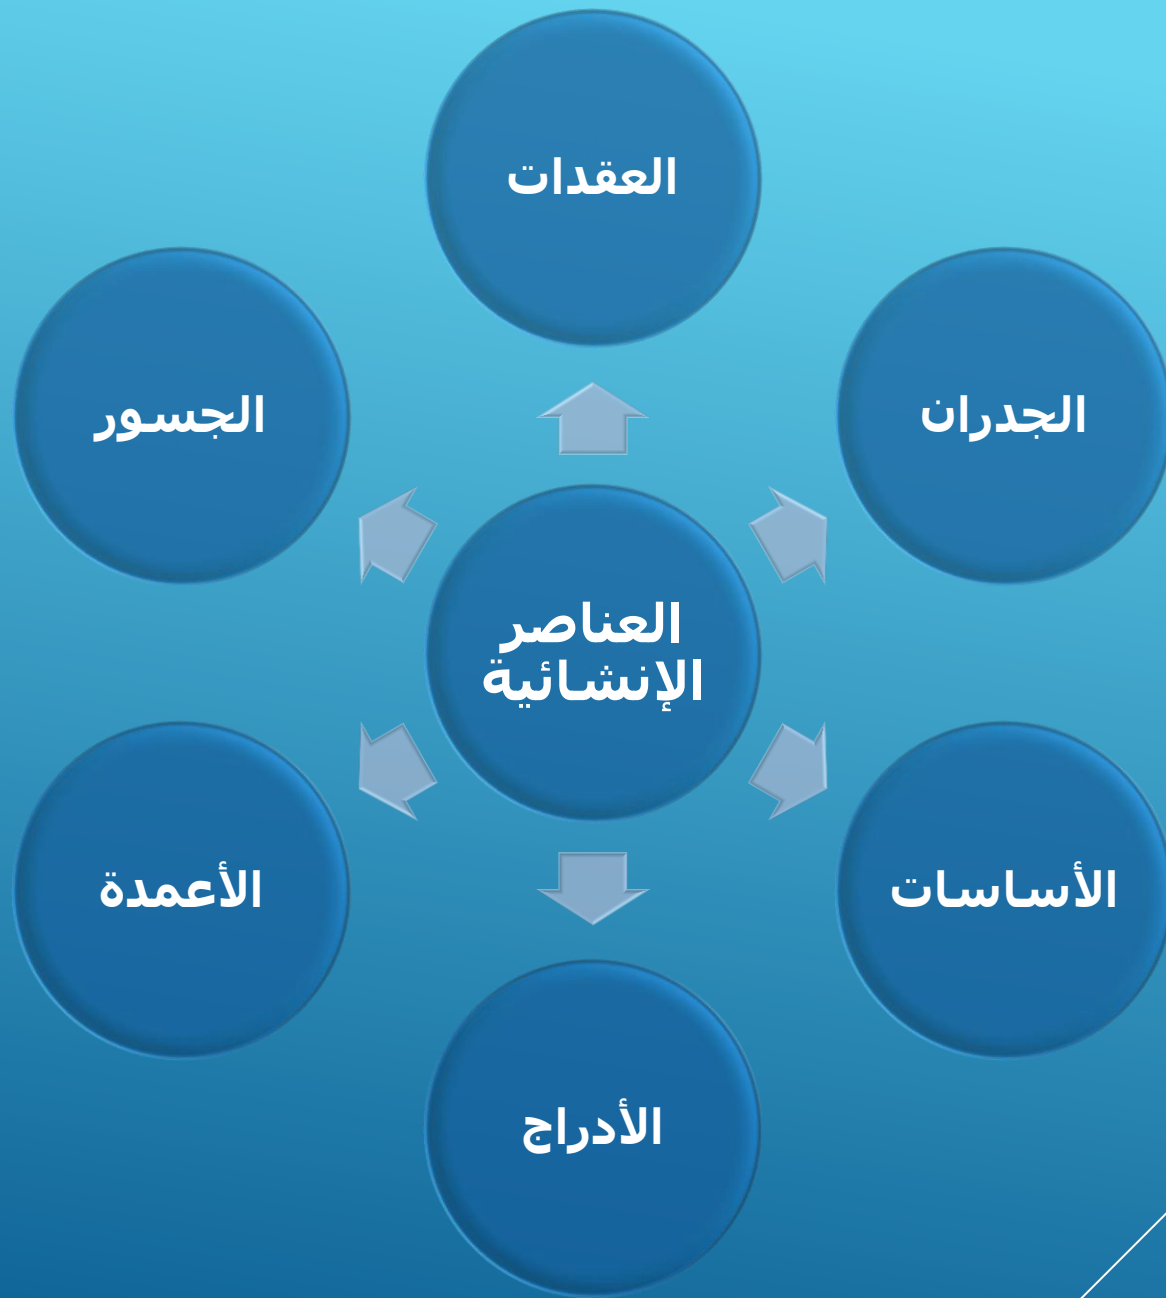 العقدات
الجدران
الجسور
العناصر
الإنشائية
الأساسات
الأعمدة
الأدراج